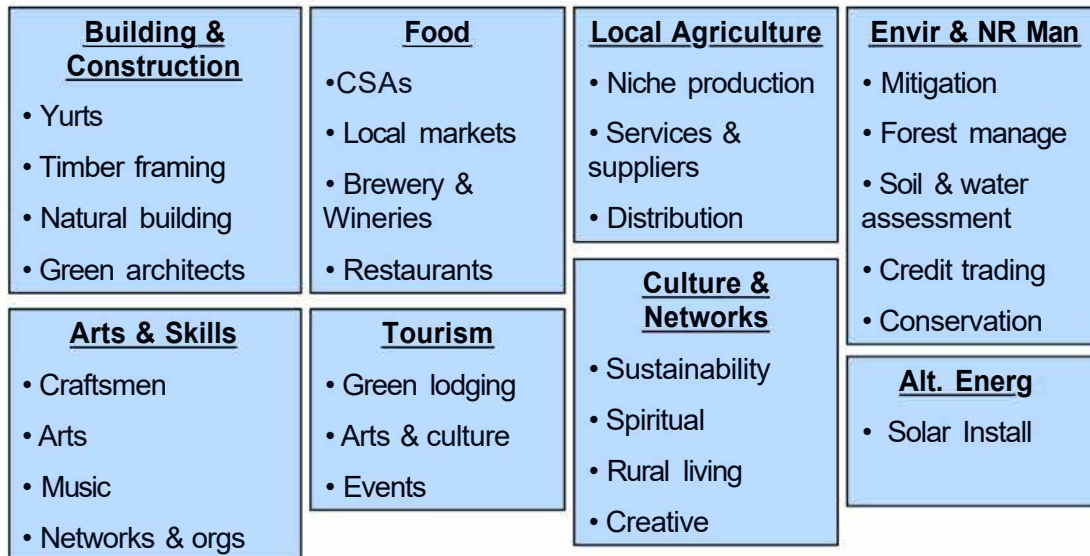 Building &
Construction
• Yurts
• Timber framing
• Natural building
• Green architects
Food
•CSAs
• Local markets
• Brewery &
Wineries
• Restaurants
Local Agriculture
• Niche production
• Services &
suppliers
• Distribution
Envir & NR Man
• Mitigation
• Forest manage
• Soil & water
assessment
• Credit trading
• Conservation
Arts & Skills
• Craftsmen
• Arts
• Music
• Networks & orgs
Tourism
• Green lodging
• Arts & culture
• Events
Culture &
Networks
• Sustainability
• Spiritual
• Rural living
• Creative
Alt. Energ
• Solar Install